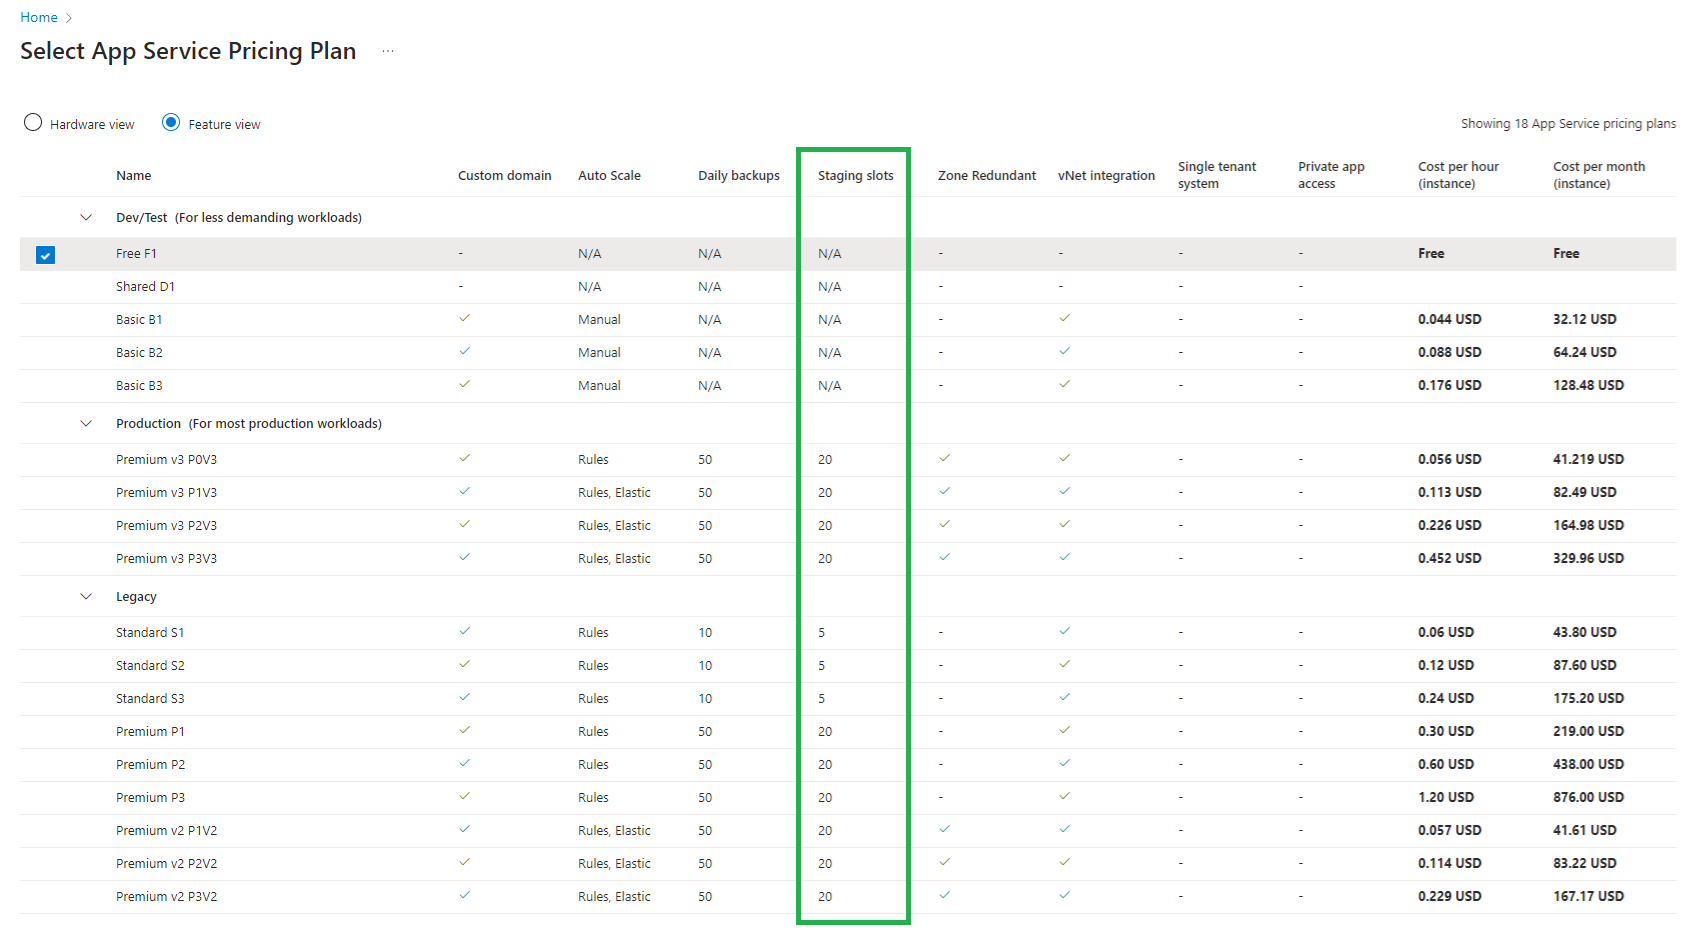 Home
Select App Service Pricing Plan ...
Hardware view Feature view Showing 18 App Service pricing plans
Name Custom domain Auto Scale Daily backups Staging slots Zone Redundant vNet integration Single tenant system Private app access Cost per hour (instance) Cost per month (instance)
Dev/Test (For less demanding workloads)
Free F1 - N/A N/A N/A - - - - Free Free
Shared D1 - N/A N/A N/A - - - -
Basic B1 ✓ Manual N/A N/A - ✓ - - 0.044 USD 32.12 USD
Basic B2 ✓ Manual N/A N/A - ✓ - - 0.088 USD 64.24 USD
Basic B3 ✓ Manual N/A N/A - ✓ - - 0.176 USD 128.48 USD
Production (For most production workloads)
Premium v3 P0V3 ✓ Rules 50 20 ✓ ✓ - - 0.056 USD 41.219 USD
Premium v3 P1V3 ✓ Rules, Elastic 50 20 ✓ ✓ - - 0.113 USD 82.49 USD
Premium v3 P2V3 ✓ Rules, Elastic 50 20 ✓ ✓ - - 0.226 USD 164.98 USD
Premium v3 P3V3 ✓ Rules, Elastic 50 20 ✓ ✓ - - 0.452 USD 329.96 USD
Legacy
Standard S1 ✓ Rules 10 5 - ✓ - - 0.06 USD 43.80 USD
Standard S2 ✓ Rules 10 5 - ✓ - - 0.12 USD 87.60 USD
Standard S3 ✓ Rules 10 5 - ✓ - - 0.24 USD 175.20 USD
Premium P1 ✓ Rules 50 20 - ✓ - - 0.30 USD 219.00 USD
Premium P2 ✓ Rules 50 20 - ✓ - - 0.60 USD 438.00 USD
Premium P3 ✓ Rules 50 20 - ✓ - - 1.20 USD 876.00 USD
Premium v2 P1V2 ✓ Rules, Elastic 50 20 ✓ ✓ - - 0.057 USD 41.61 USD
Premium v2 P2V2 ✓ Rules, Elastic 50 20 ✓ ✓ - - 0.114 USD 83.22 USD
Premium v2 P3V2 ✓ Rules, Elastic 50 20 ✓ ✓ - - 0.229 USD 167.17 USD